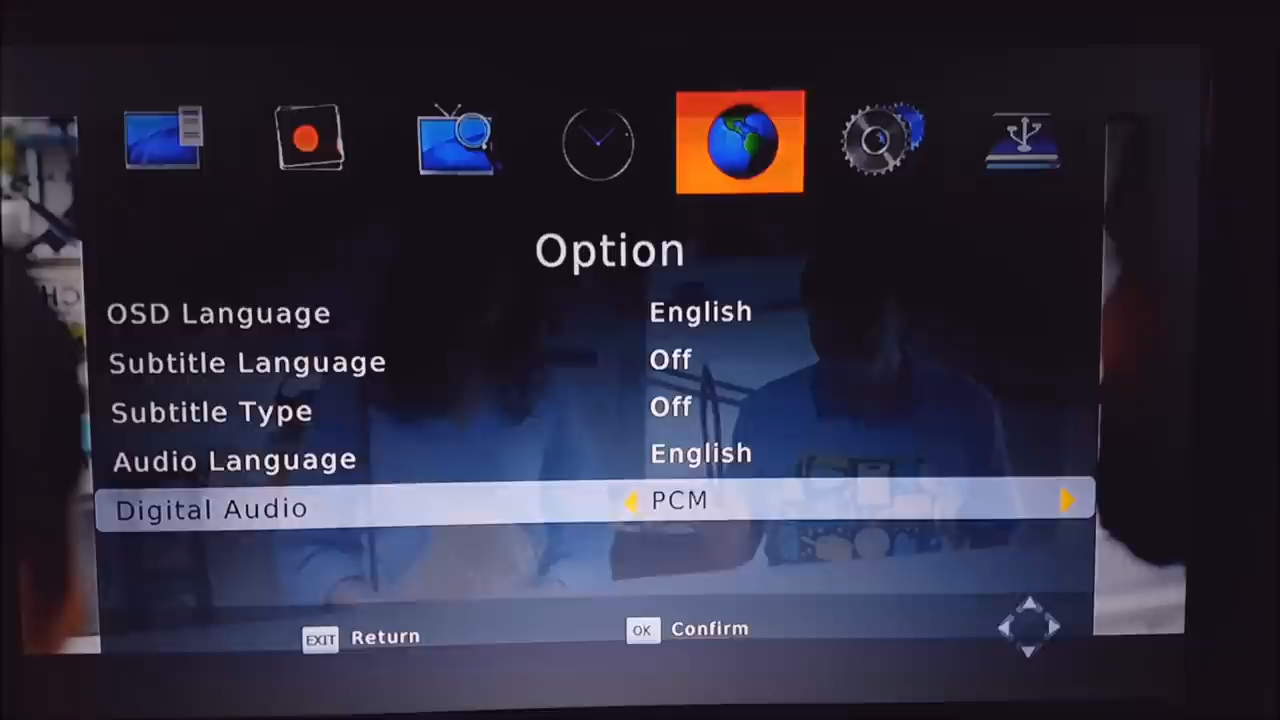 Option
OSD Language English
Subtitle Language Off
Subtitle Type Off
Audio Language English
Digital Audio PCM
EXIT Return OK Confirm